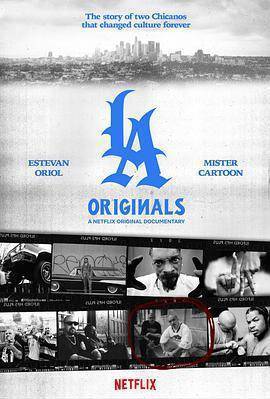 The story of two Chicanos
that changed culture forever
LA
ESTEVAN
ORIOL
MISTER
CARTOON
ORIGINALS
A NETFLIX ORIGINAL DOCUMENTARY
NETFLIX